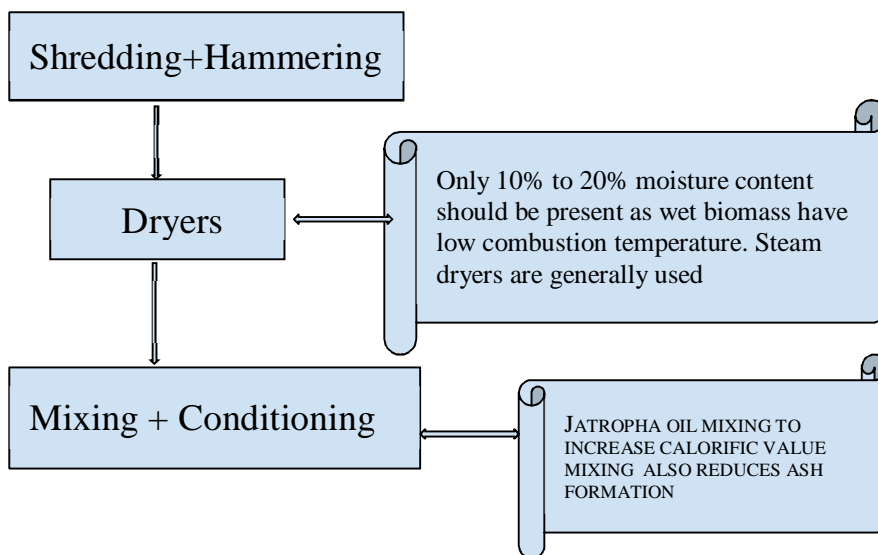 Shredding+Hammering
Dryers
Only 10% to 20% moisture content
should be present as wet biomass have
low combustion temperature. Steam
dryers are generally used
Mixing + Conditioning
JATROPHA OIL MIXING TO
INCREASE CALORIFIC VALUE
MIXING ALSO REDUCES ASH
FORMATION